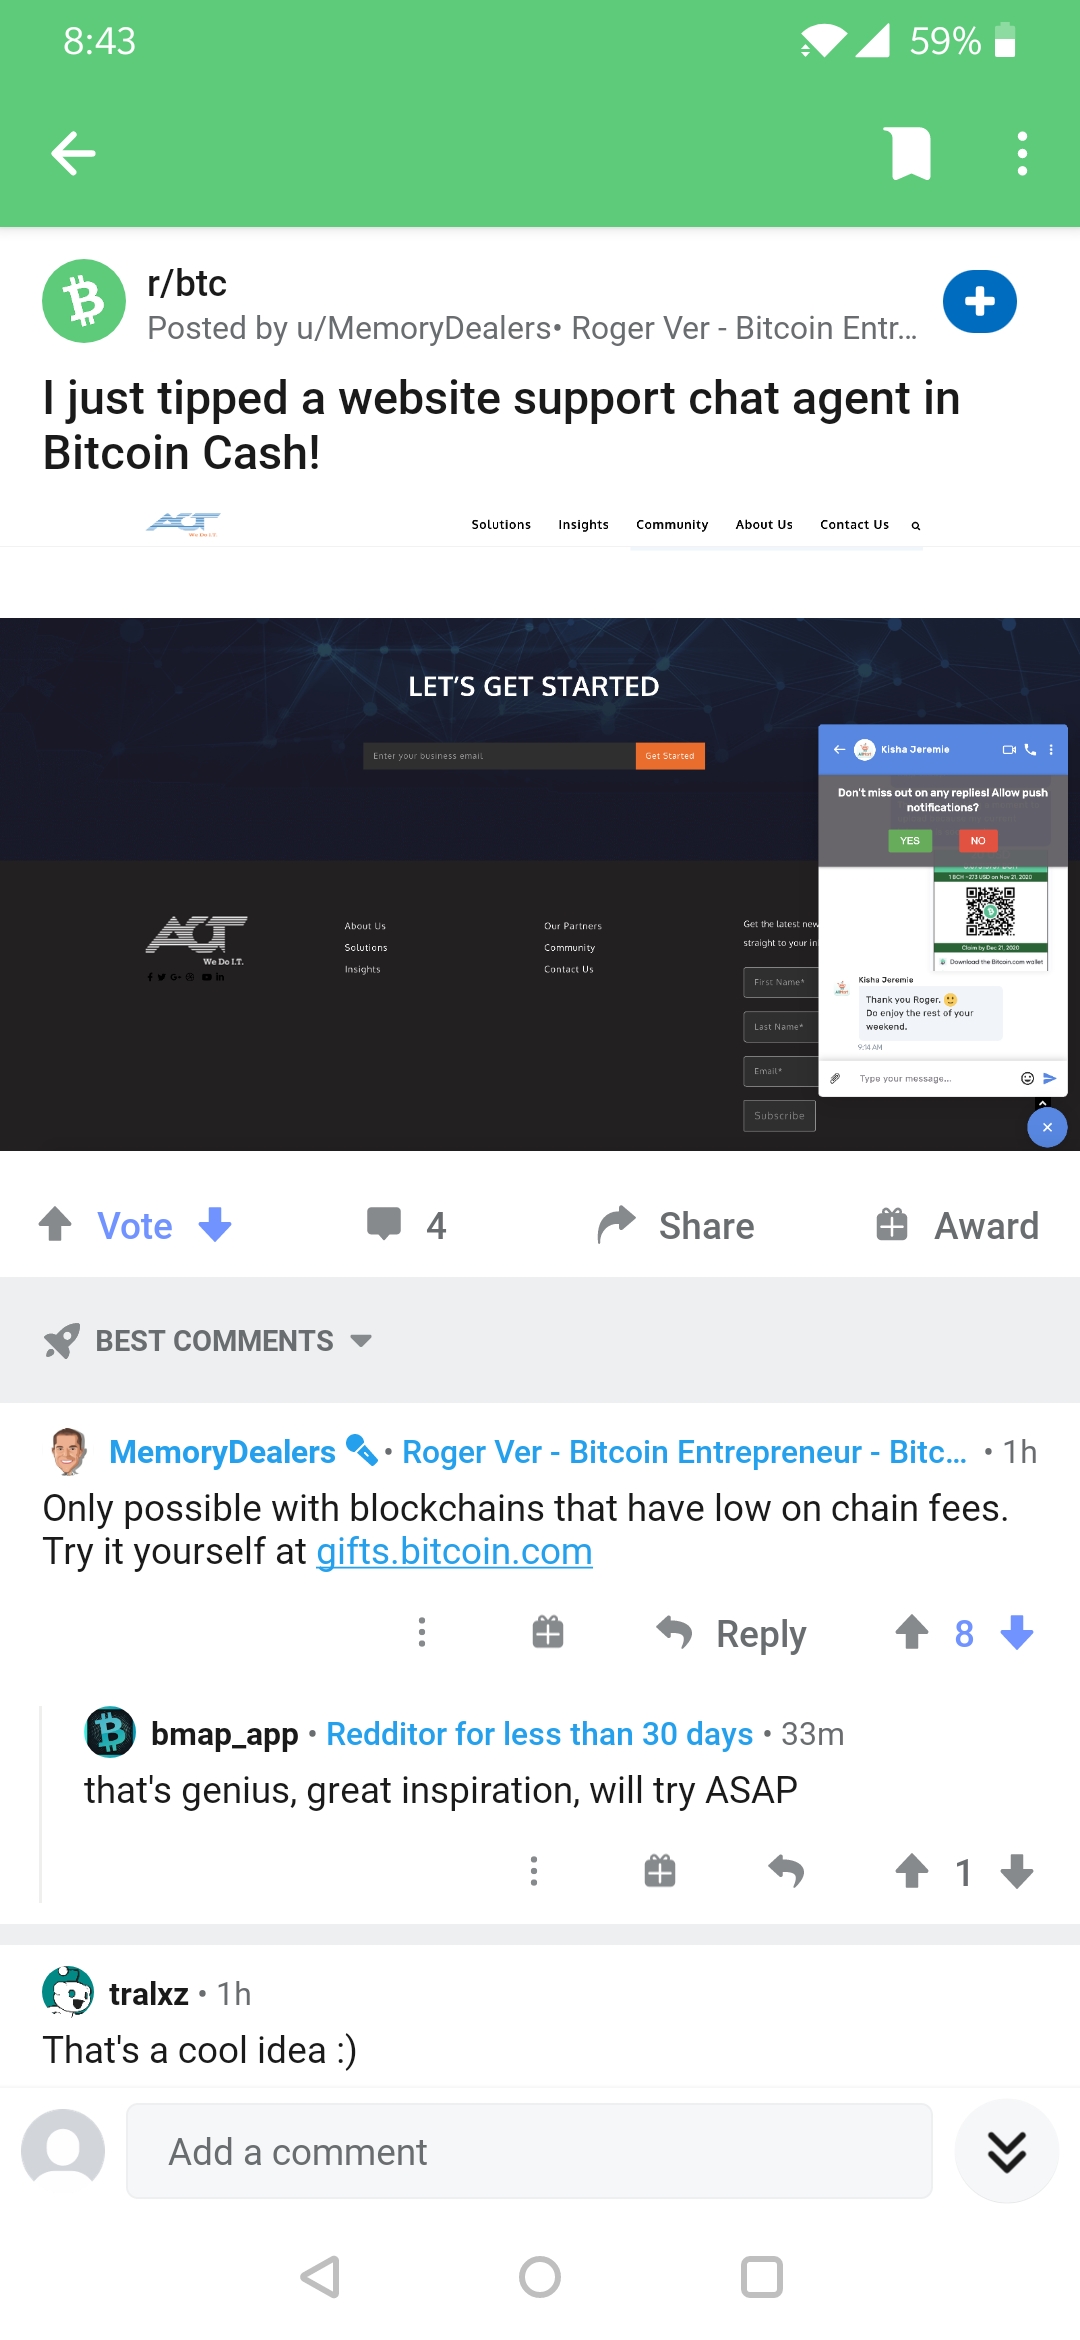 8:43
59%
r/btc
Posted by u/MemoryDealers• Roger Ver - Bitcoin Entr...
I just tipped a website support chat agent in
Bitcoin Cash!
ACT
We Do I.T.
Solutions Insights Community About Us Contact Us
LET'S GET STARTED
Enter your business email
Get Started
Kisha Jeremie
Don't miss out on any replies! Allow push
notifications?
YES NO
1 BCH ~273 USD on Nov 21, 2020
Claim by Dec 21, 2020
Download the Bitcoin.com wallet
Kisha Jeremie
Thank you Roger. 🙂
Do enjoy the rest of your
weekend.
9:14 AM
Type your message...
ACT
We Do I.T.
About Us
Solutions
Insights
Our Partners
Community
Contact Us
Get the latest new
straight to your in
First Name*
Last Name*
Email*
Subscribe
Vote
4
Share
Award
BEST COMMENTS
MemoryDealers • Roger Ver - Bitcoin Entrepreneur - Bitc... • 1h
Only possible with blockchains that have low on chain fees.
Try it yourself at gifts.bitcoin.com
Reply
8
bmap_app • Redditor for less than 30 days • 33m
that's genius, great inspiration, will try ASAP
1
tralxz • 1h
That's a cool idea :)
Add a comment